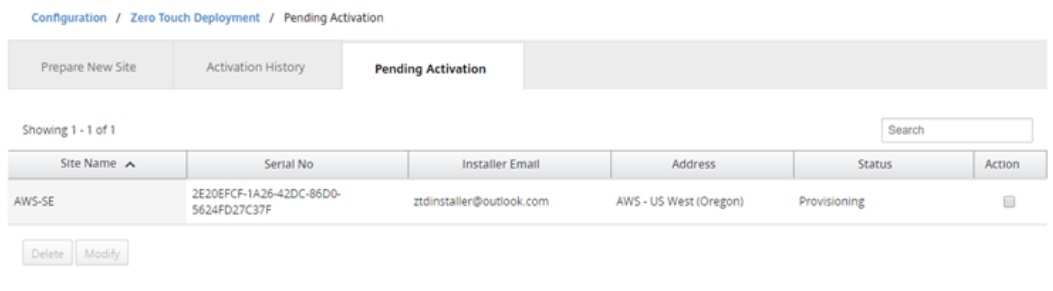 Configuration / Zero Touch Deployment / Pending Activation
Prepare New Site Activation History Pending Activation
Showing 1 - 1 of 1 Search
Site Name Serial No Installer Email Address Status Action
AWS-SE 2E20EFCF-1A26-42DC-86D0- ztdinstaller@outlook.com AWS - US West (Oregon) Provisioning
5624FD27C37F
Delete Modify